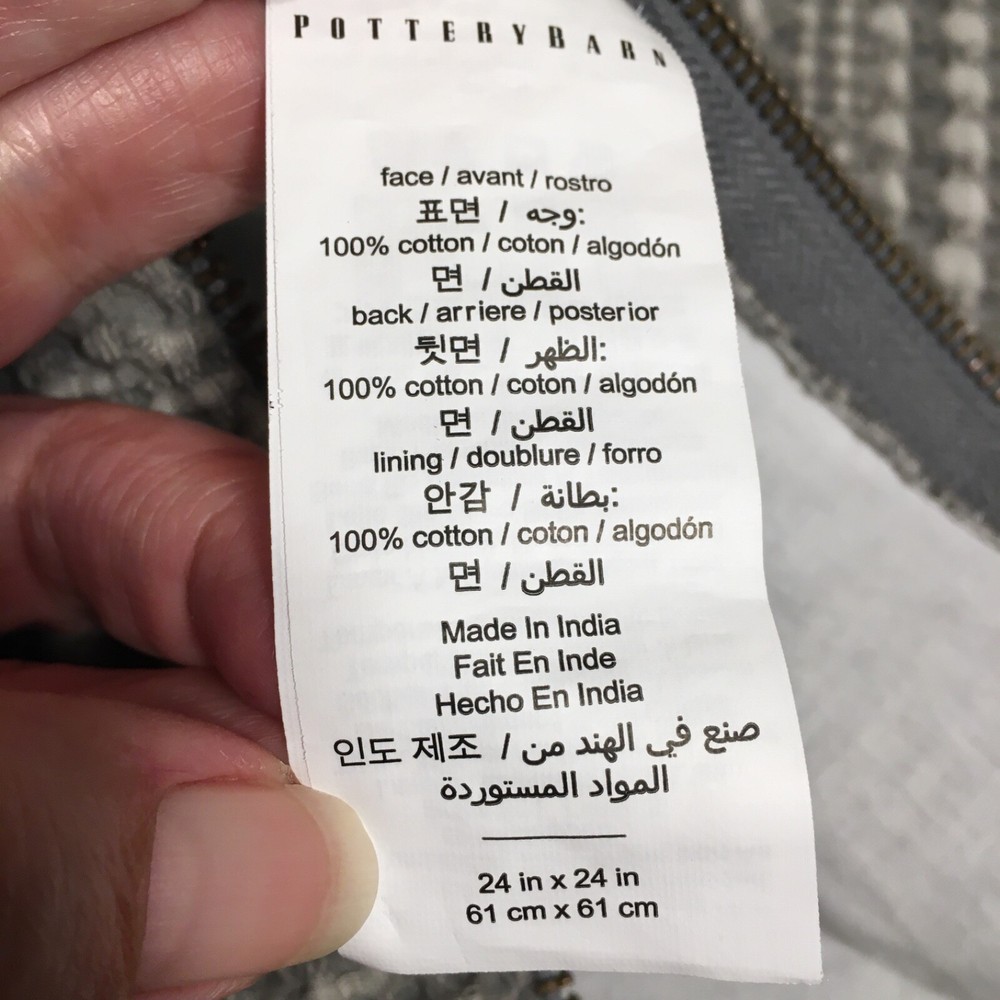 POTTERYBARN
face / avant / rostro
표면 / وجه:
100% cotton / coton / algodón
면 / القطن
back / arriere / posterior
뒷면 / الظهر:
100% cotton / coton / algodón
면 / القطن
lining / doublure / forro
안감 / بطانة:
100% cotton / coton / algodón
면 / القطن
Made In India
Fait En Inde
Hecho En India
인도 제조 / صنع في الهند من
المواد المستوردة
24 in x 24 in
61 cm x 61 cm